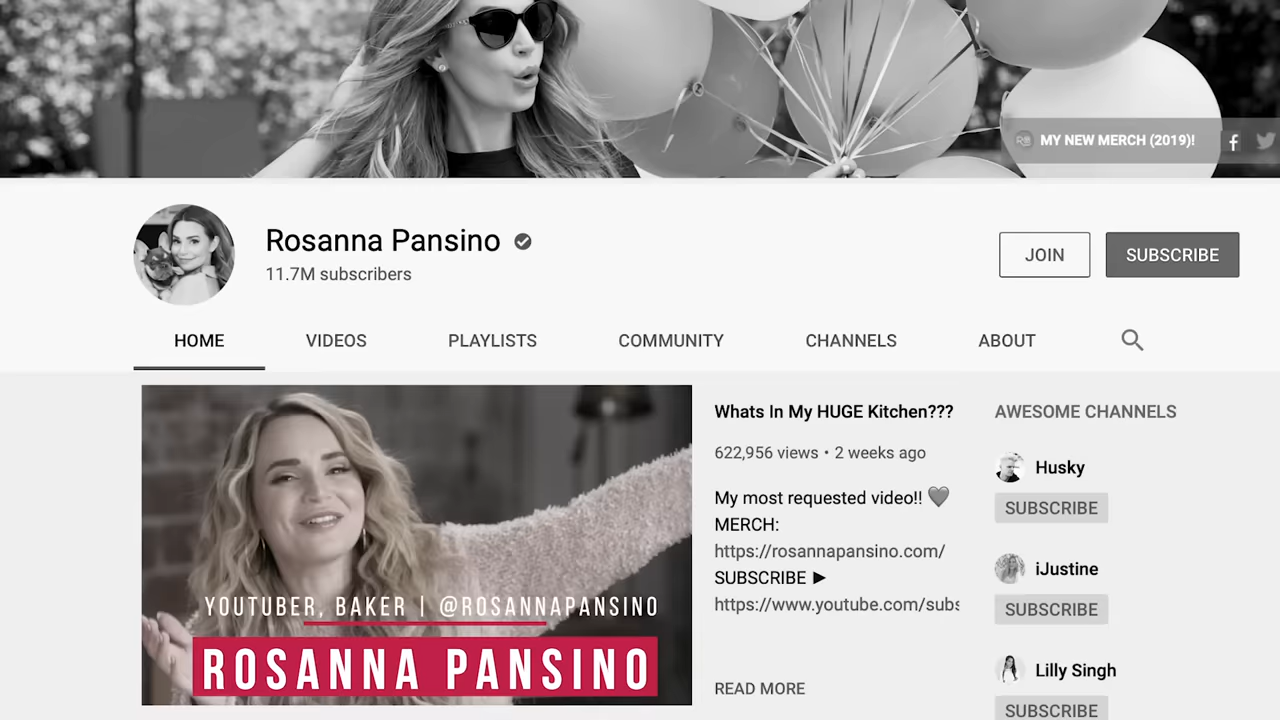 MY NEW MERCH (2019)!
Rosanna Pansino
11.7M subscribers
JOIN
SUBSCRIBE
HOME
VIDEOS
PLAYLISTS
COMMUNITY
CHANNELS
ABOUT
YOUTUBER, BAKER | @ROSANNAPANSINO
ROSANNA PANSINO
Whats In My HUGE Kitchen???
622,956 views • 2 weeks ago
My most requested video!! 🖤
MERCH:
https://rosannapansino.com/
SUBSCRIBE ►
https://www.youtube.com/subs
READ MORE
AWESOME CHANNELS
Husky
SUBSCRIBE
iJustine
SUBSCRIBE
Lilly Singh
SUBSCRIBE